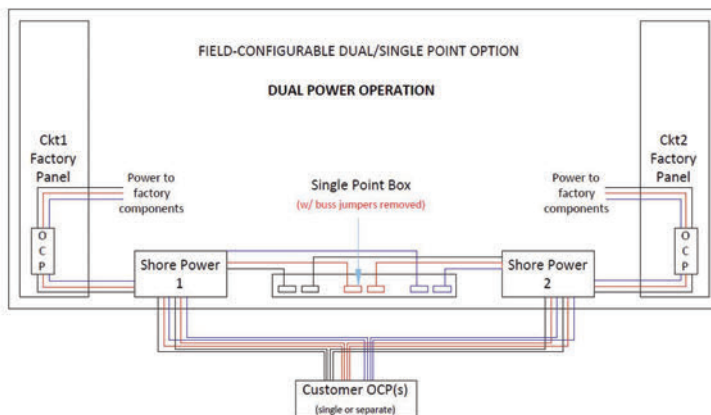 FIELD-CONFIGURABLE DUAL/SINGLE POINT OPTION
DUAL POWER OPERATION
Ckt1
Factory
Panel
Power to
factory
components
O
C
P
Single Point Box
(w/ buss jumpers removed)
Ckt2
Factory
Panel
Power to
factory
components
O
C
P
Shore Power
1
Shore Power
2
Customer OCP(s)
(single or separate)